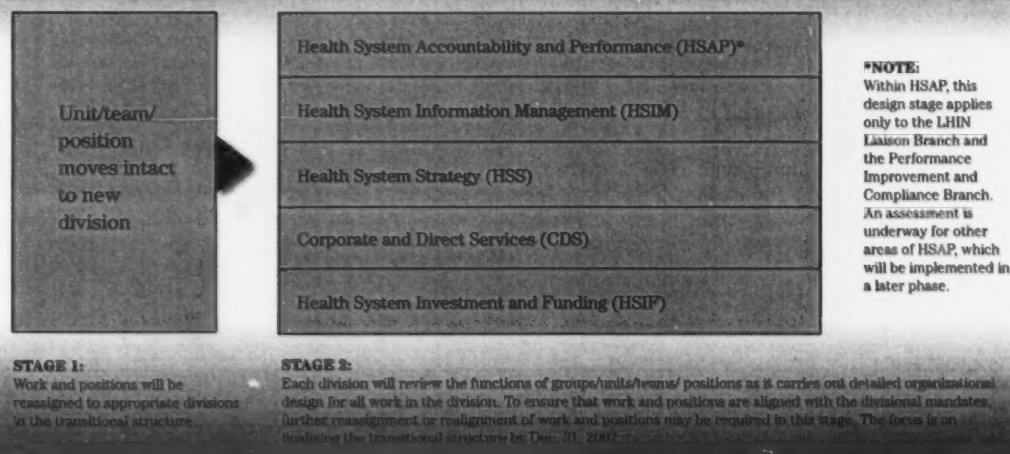 Unit/team/
position
moves intact
to new
division
Health System Accountability and Performance (HSAP)*
Health System Information Management (HSIM)
Health System Strategy (HSS)
Corporate and Direct Services (CDS)
Health System Investment and Funding (HSIF)
*NOTE:
Within HSAP, this
design stage applies
only to the LHIN
Liaison Branch and
the Performance
Improvement and
Compliance Branch.
An assessment is
underway for other
areas of HSAP, which
will be implemented in
a later phase.
STAGE 1:
Work and positions will be
reassigned to appropriate divisions
in the transitional structure
STAGE 2:
Each division will review the functions of groups/units/teams/ positions as it carries out detailed organizational
design for all work in the division. To ensure that work and positions are aligned with the divisional mandates,
further reassignment or realignment of work and positions may be required in this stage. The focus is on
finalizing the transitional structure by Dec. 31, 2007